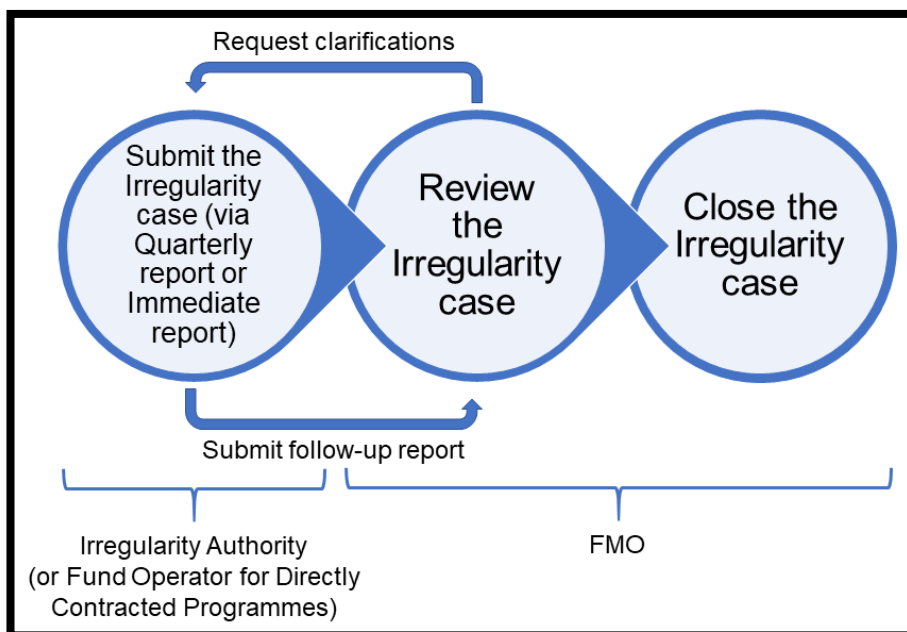 Request clarifications
Submit the
Irregularity
case (via
Quarterly
report or
Immediate
report)
Review
the
Irregularity
case
Close the
Irregularity
case
Submit follow-up report
Irregularity Authority
(or Fund Operator for Directly
Contracted Programmes)
FMO